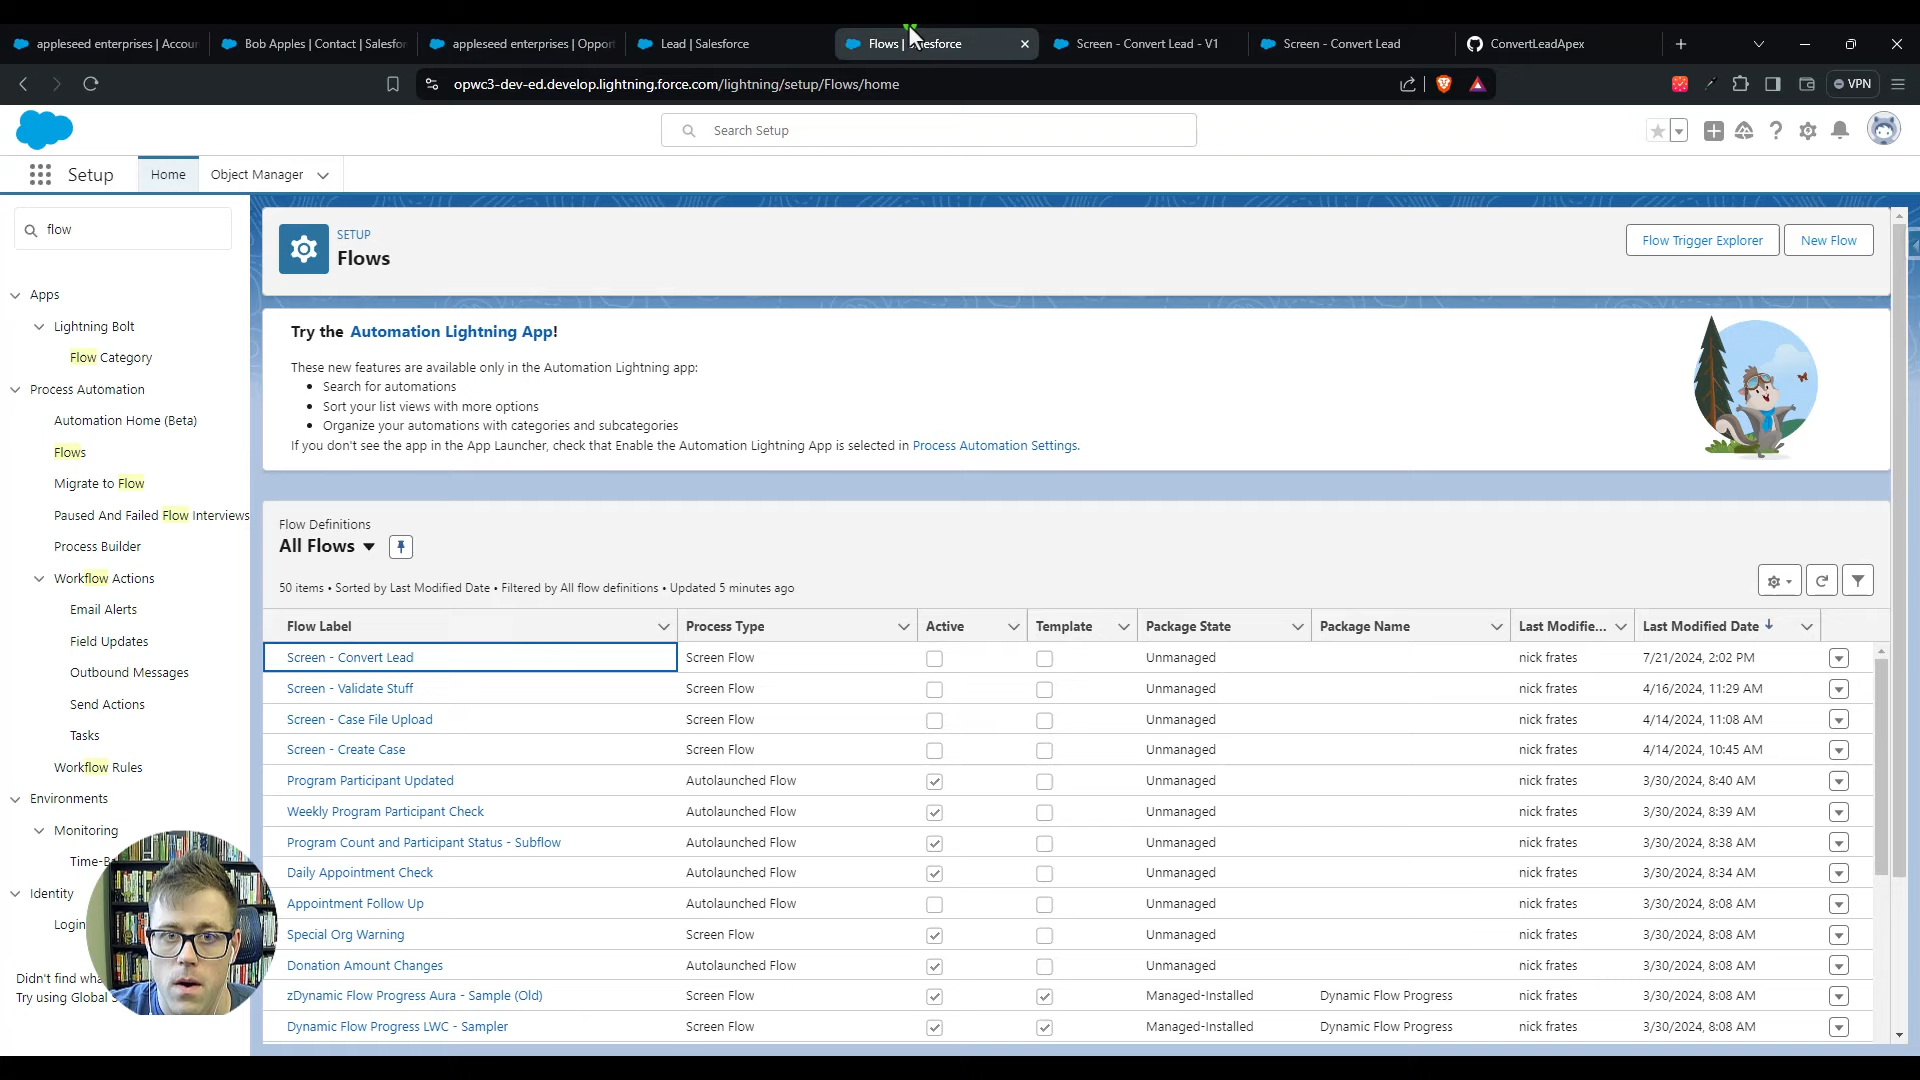 appleseed enterprises | Accou
Bob Apples | Contact | Salesfor
appleseed enterprises | Opport
Lead | Salesforce
Flows |
Screen - Convert Lead - V1
Screen - Convert Lead
ConvertLeadApex
opwc3-dev-ed.develop.lightning.force.com/lightning/setup/Flows/home
VPN
Search Setup
Setup
Home
Object Manager
flow
Apps
Lightning Bolt
Flow Category
Process Automation
Automation Home (Beta)
Flows
Migrate to Flow
Paused And Failed Flow Interviews
Process Builder
Workflow Actions
Email Alerts
Field Updates
Outbound Messages
Send Actions
Tasks
Workflow Rules
Environments
Monitoring
Time-B
Identity
Login
Didn't find wha
Try using Global S
SETUP
Flows
Flow Trigger Explorer
New Flow
Try the Automation Lightning App!
These new features are available only in the Automation Lightning app:
• Search for automations
• Sort your list views with more options
• Organize your automations with categories and subcategories
If you don't see the app in the App Launcher, check that Enable the Automation Lightning App is selected in Process Automation Settings.
Flow Definitions
All Flows
50 items • Sorted by Last Modified Date • Filtered by All flow definitions • Updated 5 minutes ago
Flow Label Process Type Active Template Package State Package Name Last Modifie... Last Modified Date
Screen - Convert Lead Screen Flow Unmanaged nick frates 7/21/2024, 2:02 PM
Screen - Validate Stuff Screen Flow Unmanaged nick frates 4/16/2024, 11:29 AM
Screen - Case File Upload Screen Flow Unmanaged nick frates 4/14/2024, 11:08 AM
Screen - Create Case Screen Flow Unmanaged nick frates 4/14/2024, 10:45 AM
Program Participant Updated Autolaunched Flow Unmanaged nick frates 3/30/2024, 8:40 AM
Weekly Program Participant Check Autolaunched Flow Unmanaged nick frates 3/30/2024, 8:39 AM
Program Count and Participant Status - Subflow Autolaunched Flow Unmanaged nick frates 3/30/2024, 8:38 AM
Daily Appointment Check Autolaunched Flow Unmanaged nick frates 3/30/2024, 8:34 AM
Appointment Follow Up Autolaunched Flow Unmanaged nick frates 3/30/2024, 8:08 AM
Special Org Warning Screen Flow Unmanaged nick frates 3/30/2024, 8:08 AM
Donation Amount Changes Autolaunched Flow Unmanaged nick frates 3/30/2024, 8:08 AM
zDynamic Flow Progress Aura - Sample (Old) Screen Flow Managed-Installed Dynamic Flow Progress nick frates 3/30/2024, 8:08 AM
Dynamic Flow Progress LWC - Sampler Screen Flow Managed-Installed Dynamic Flow Progress nick frates 3/30/2024, 8:08 AM